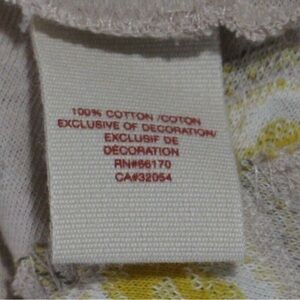 100% COTTON /COTON
EXCLUSIVE OF DECORATION/
EXCLUSIF DE
DÉCORATION
RN#66170
CA#32054